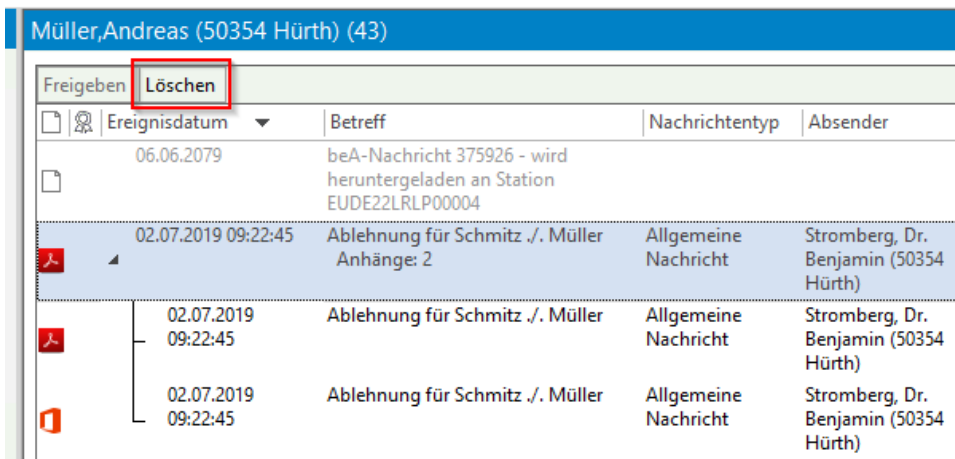 Müller,Andreas (50354 Hürth) (43)
Freigeben Löschen
Ereignisdatum Betreff Nachrichtentyp Absender
06.06.2079 beA-Nachricht 375926 - wird
heruntergeladen an Station
EUDE22LRLP00004
02.07.2019 09:22:45 Ablehnung für Schmitz ./. Müller Allgemeine Stromberg, Dr.
Anhänge: 2 Nachricht Benjamin (50354
Hürth)
02.07.2019 Ablehnung für Schmitz ./. Müller Allgemeine Stromberg, Dr.
09:22:45 Nachricht Benjamin (50354
Hürth)
02.07.2019 Ablehnung für Schmitz ./. Müller Allgemeine Stromberg, Dr.
09:22:45 Nachricht Benjamin (50354
Hürth)